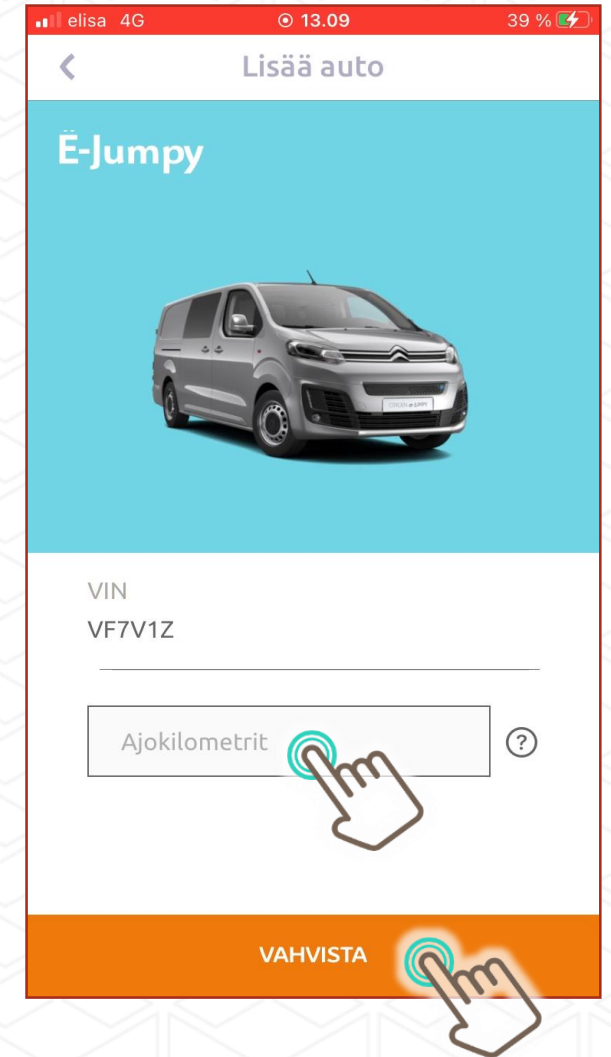 elisa 4G 13.09 39 %
Lisää auto
Ë-Jumpy
VIN
VF7V1Z
Ajokilometrit ?
VAHVISTA